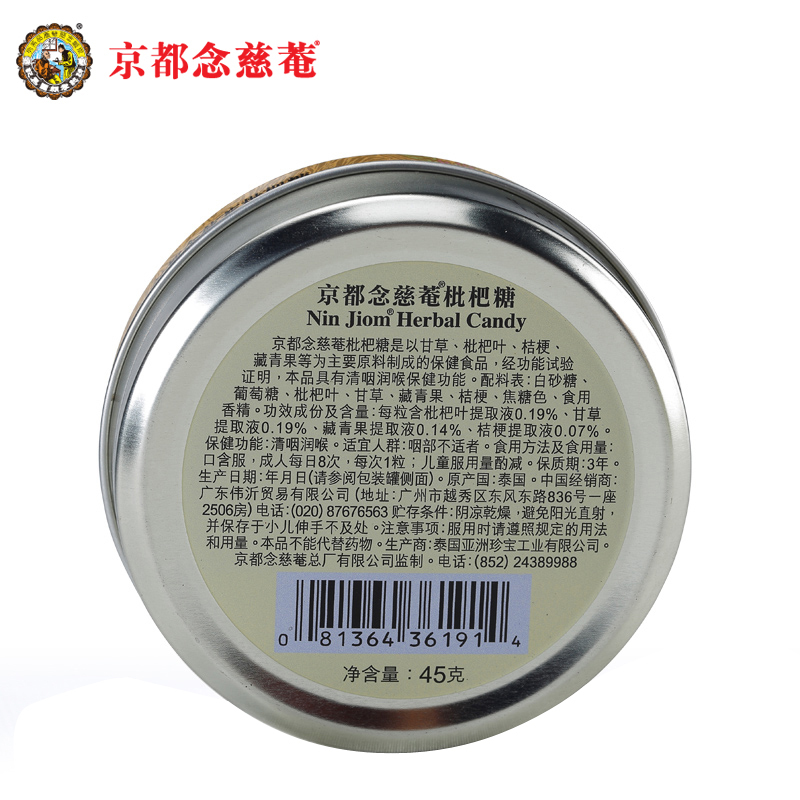 京都念慈菴®
京都念慈菴®枇杷糖
Nin Jiom® Herbal Candy
京都念慈菴枇杷糖是以甘草、枇杷叶、桔梗、
藏青果等为主要原料制成的保健食品，经功能试验
证明，本品具有清咽润喉保健功能。配料表：白砂糖、
葡萄糖、枇杷叶、甘草、藏青果、桔梗、焦糖色、食用
香精。功效成份及含量：每粒含枇杷叶提取液0.19%、甘草
提取液0.19%、藏青果提取液0.14%、桔梗提取液0.07%。
保健功能：清咽润喉。适宜人群：咽部不适者。食用方法及食用量：
口含服，成人每日8次，每次1粒；儿童服用量酌减。保质期：3年。
生产日期：年月日(请参阅包装罐侧面)。原产国：泰国。中国经销商：
广东伟沂贸易有限公司 (地址：广州市越秀区东风东路836号一座
2506房) 电话：(020) 87676563 贮存条件：阴凉乾燥，避免阳光直射，
并保存于小儿伸手不及处。注意事项：服用时请遵照规定的用法
和用量。本品不能代替药物。生产商：泰国亚洲珍宝工业有限公司。
京都念慈菴总厂有限公司监制。电话：(852) 24389988
0 81364 36191 4
净含量：45克